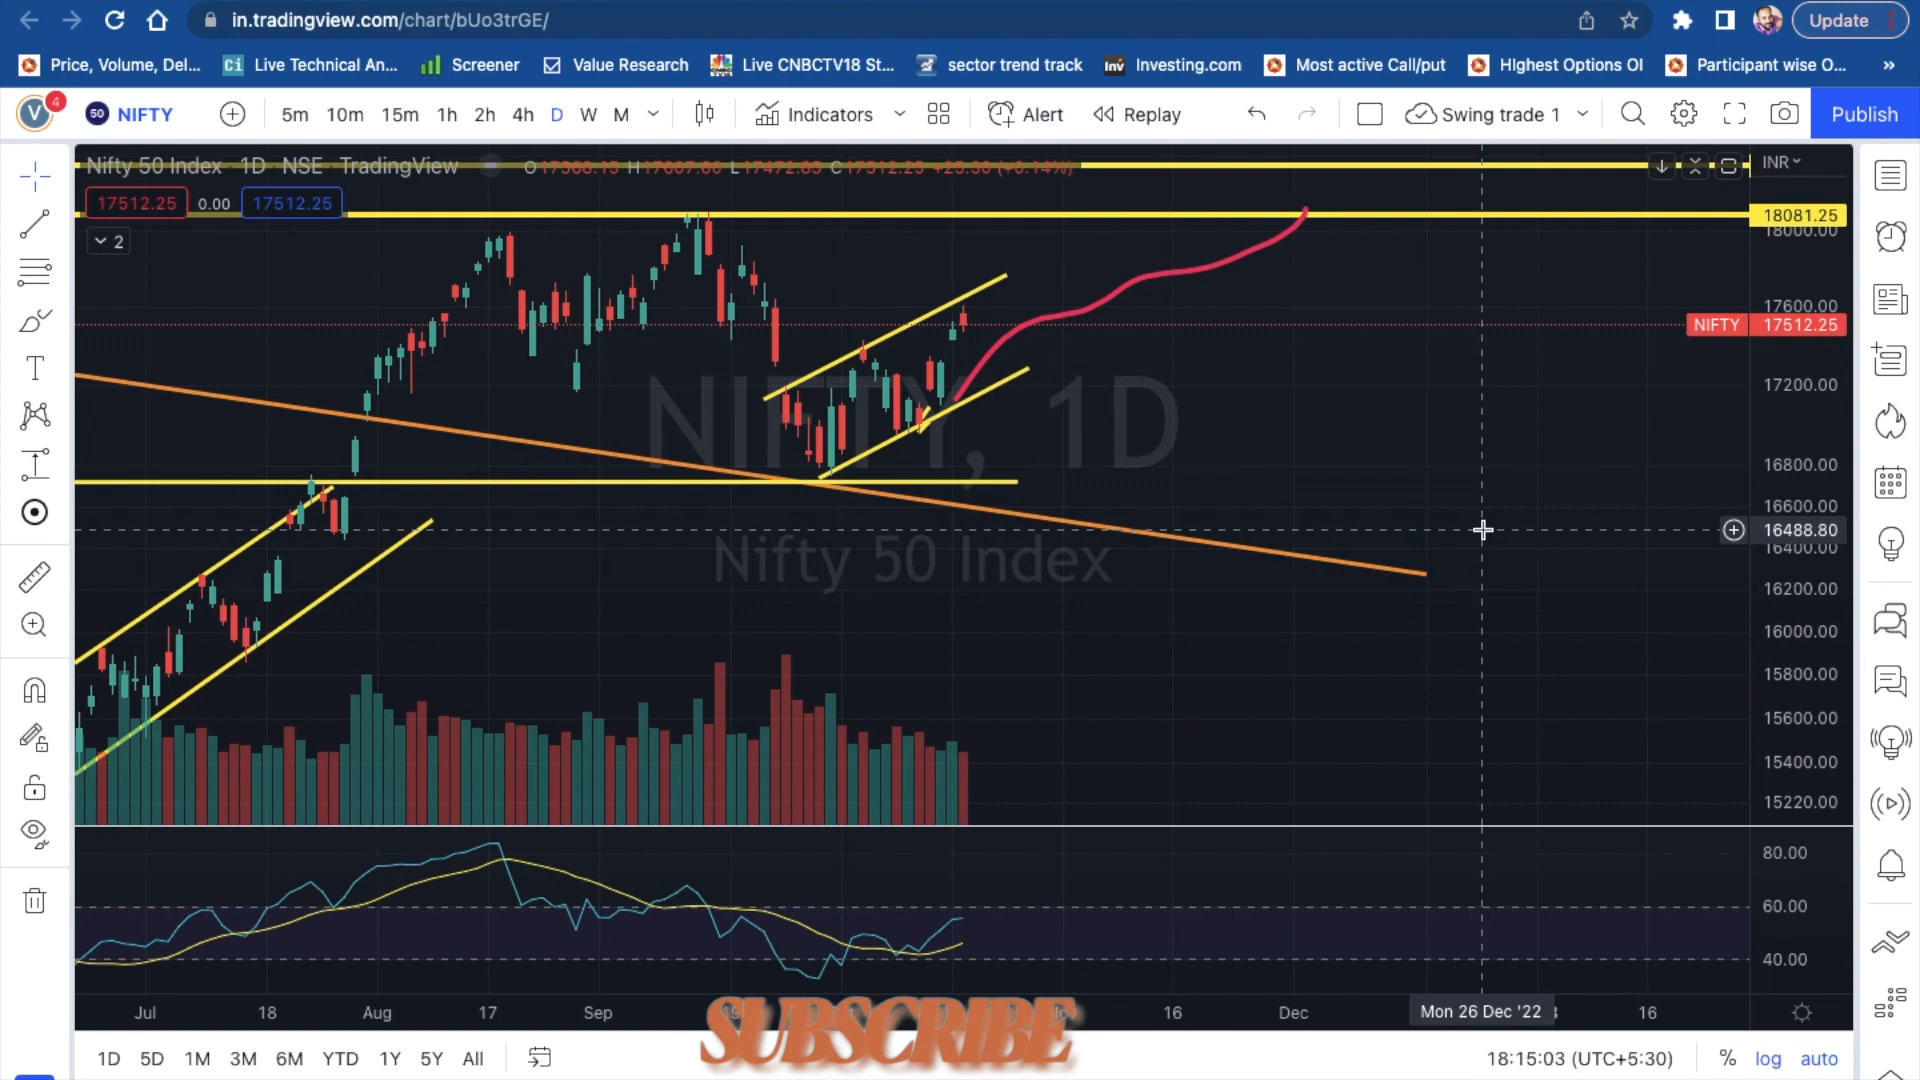 in.tradingview.com/chart/bUo3trGE/
Update
Price, Volume, Del...
Ci Live Technical An...
Screener
Value Research
Live CNBCTV18 St...
sector trend track
Inv Investing.com
Most active Call/put
HIghest Options OI
Participant wise O...
»
V 4
50 NIFTY
5m 10m 15m 1h 2h 4h D W M
Indicators
Alert
Replay
Swing trade 1
Publish
Nifty 50 Index 1D NSE TradingView
INR
17512.25 0.00 17512.25
2
18081.25
18000.00
17600.00
NIFTY 17512.25
17200.00
16800.00
16600.00
16488.80
16400.00
16200.00
16000.00
15800.00
15600.00
15400.00
15220.00
NIFTY, 1D
Nifty 50 Index
80.00
60.00
40.00
Jul 18 Aug 17 Sep 16 Dec Mon 26 Dec '22 16
SUBSCRIBE
1D 5D 1M 3M 6M YTD 1Y 5Y All
18:15:03 (UTC+5:30) % log auto